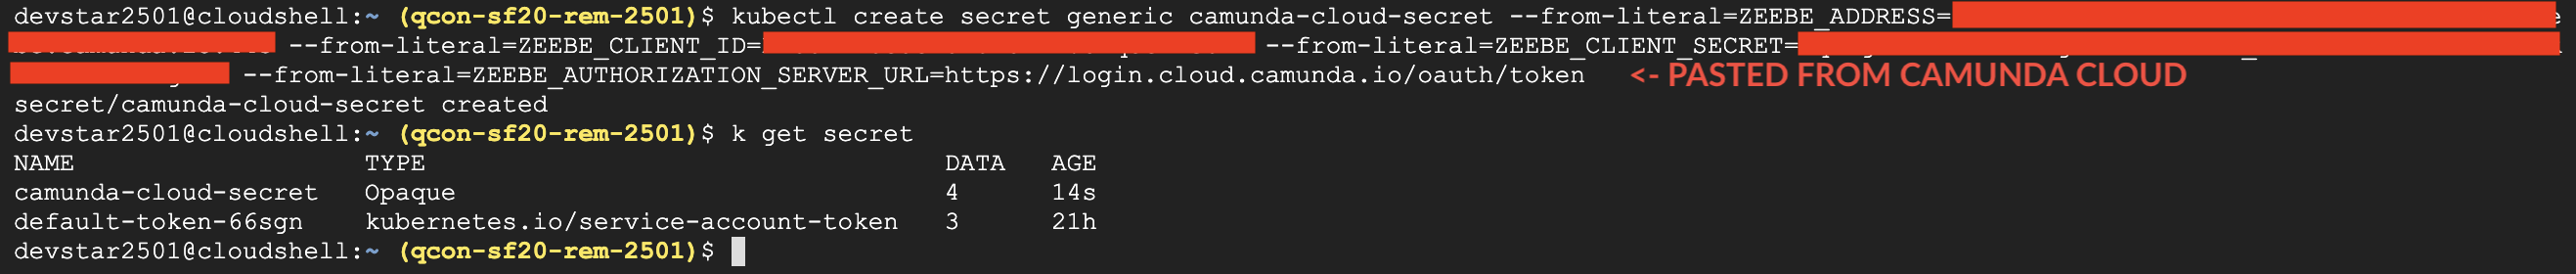 devstar2501@cloudshell:~ (qcon-sf20-rem-2501)$ kubectl create secret generic camunda-cloud-secret --from-literal=ZEEBE_ADDRESS=
--from-literal=ZEEBE_CLIENT_ID= --from-literal=ZEEBE_CLIENT_SECRET=
--from-literal=ZEEBE_AUTHORIZATION_SERVER_URL=https://login.cloud.camunda.io/oauth/token <- PASTED FROM CAMUNDA CLOUD
secret/camunda-cloud-secret created
devstar2501@cloudshell:~ (qcon-sf20-rem-2501)$ k get secret
NAME TYPE DATA AGE
camunda-cloud-secret Opaque 4 14s
default-token-66sgn kubernetes.io/service-account-token 3 21h
devstar2501@cloudshell:~ (qcon-sf20-rem-2501)$